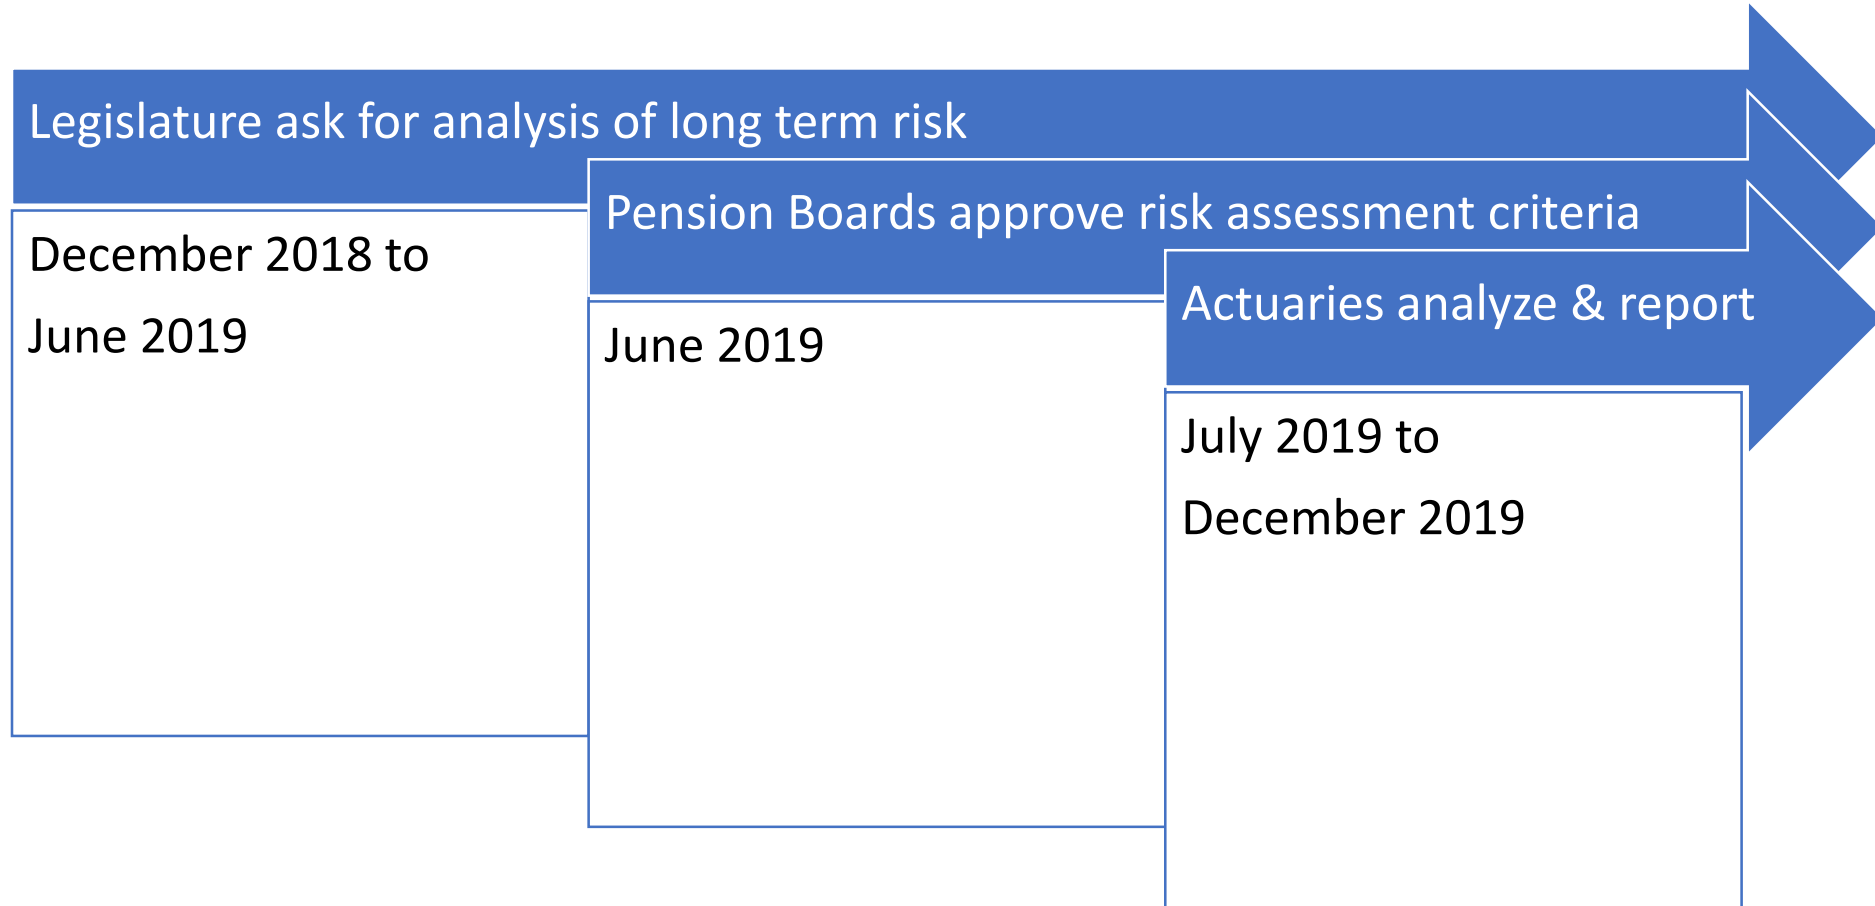 Legislature ask for analysis of long term risk
December 2018 to
June 2019
Pension Boards approve risk assessment criteria
June 2019
Actuaries analyze & report
July 2019 to
December 2019